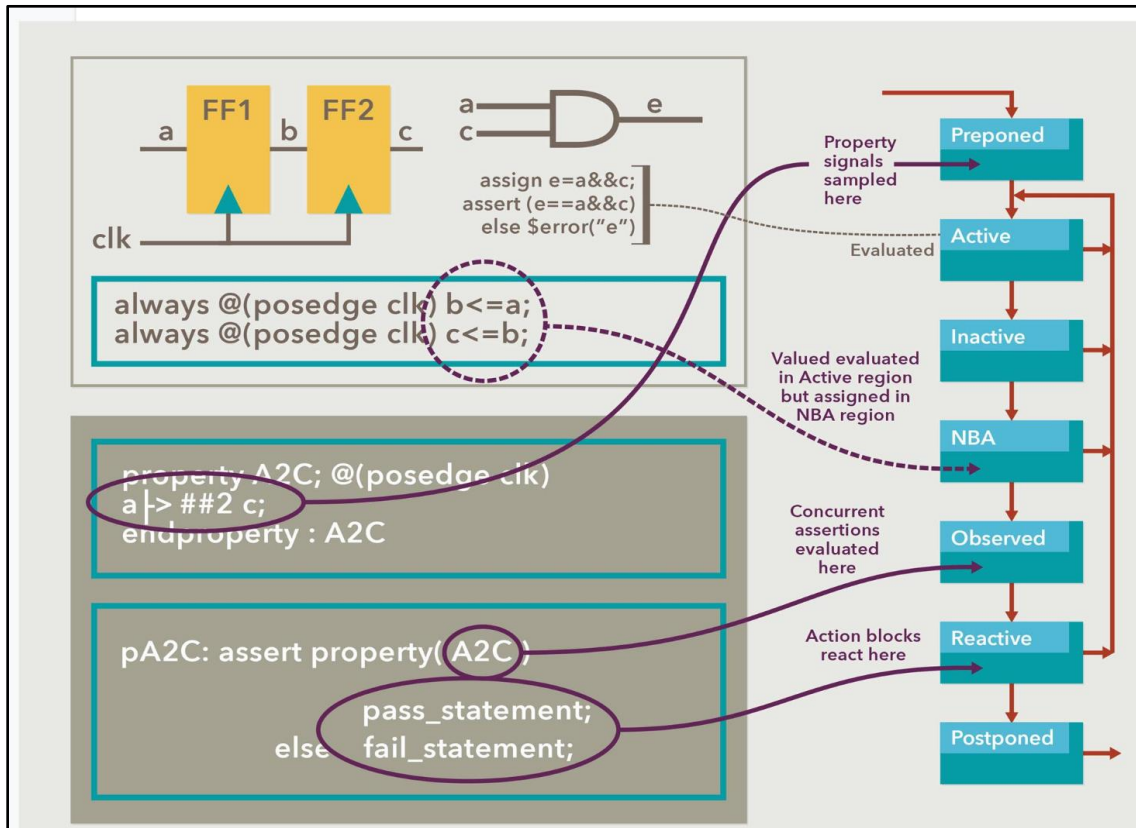 FF1
FF2
a
b
c
clk
a
c
e
assign e=a&&c;
assert (e==a&&c)
else $error("e")
always @(posedge clk) b<=a;
always @(posedge clk) c<=b;
property A2C; @(posedge clk)
a|-> ##2 c;
endproperty : A2C
pA2C: assert property( A2C )
pass_statement;
else fail_statement;
Property
signals
sampled
here
Evaluated
Valued evaluated
in Active region
but assigned in
NBA region
Concurrent
assertions
evaluated
here
Action blocks
react here
Preponed
Active
Inactive
NBA
Observed
Reactive
Postponed